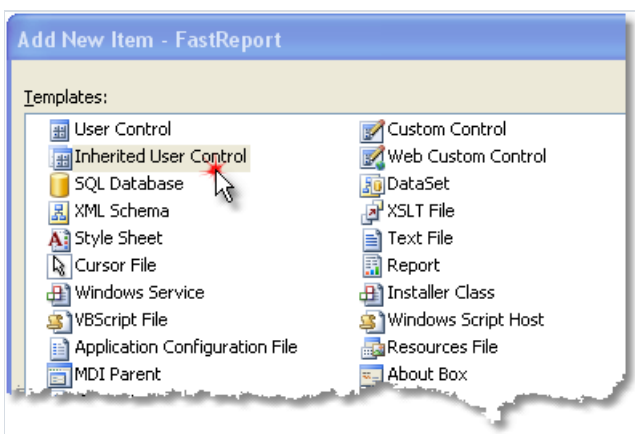 Add New Item - FastReport
Templates:
User Control
Custom Control
Inherited User Control
Web Custom Control
SQL Database
DataSet
XML Schema
XSLT File
Style Sheet
Text File
Cursor File
Report
Windows Service
Installer Class
VBScript File
Windows Script Host
Application Configuration File
Resources File
MDI Parent
About Box